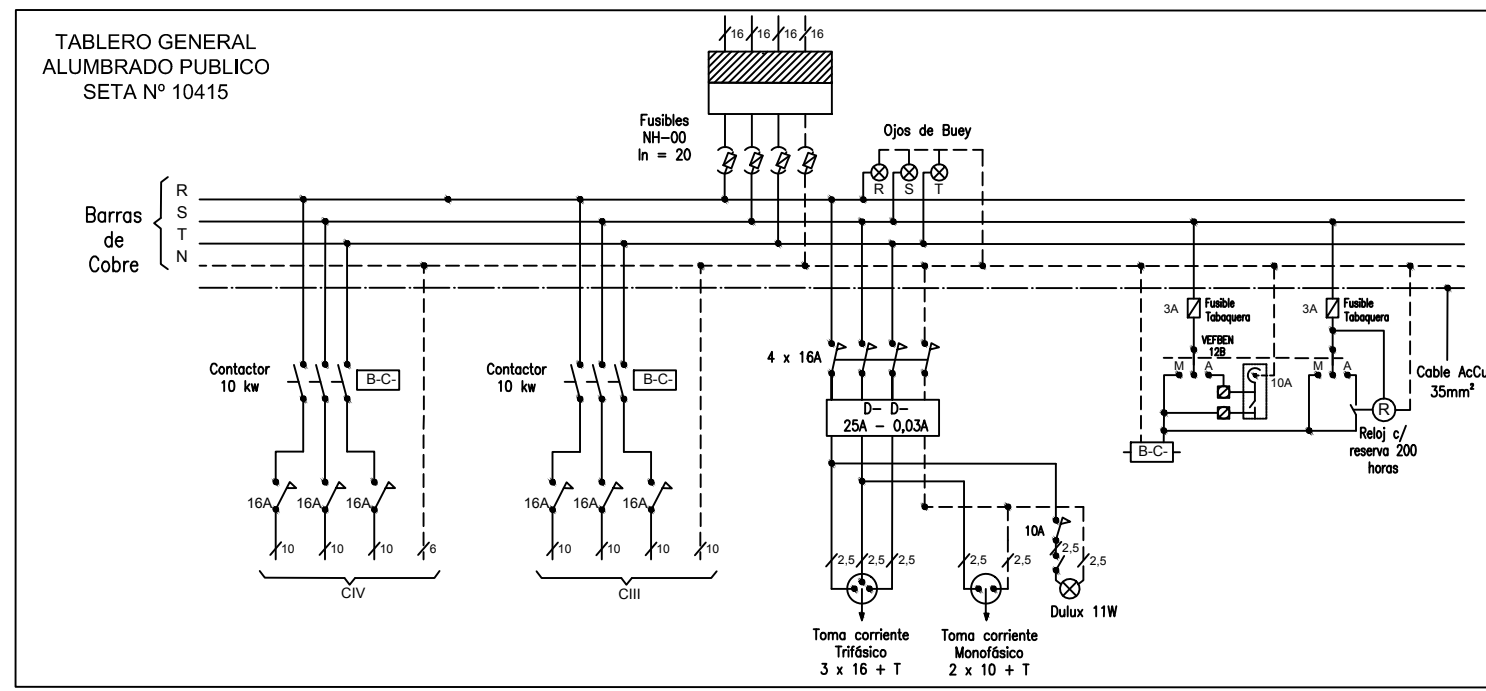 TABLERO GENERAL
ALUMBRADO PUBLICO
SETA Nº 10415
16 16 16 16
Fusibles
NH-00
In = 20
Ojos de Buey
R S T
Barras
de
Cobre
R
S
T
N
3A
Fusible
Tabaquera
3A
Fusible
Tabaquera
VEFBEN
12B
M A
10A
M A
R
Reloj c/
reserva 200
horas
Cable AcCu
35mm²
-B-C-
Contactor
10 kw
B-C-
Contactor
10 kw
B-C-
4 x 16A
D- D-
25A - 0,03A
16A 16A 16A
16A 16A 16A
10 10 10 6
10 10 10 10
CIV
CIII
10A
2,5
2,5 2,5 2,5
2,5 2,5
2,5
Dulux 11W
Toma corriente
Trifásico
3 x 16 + T
Toma corriente
Monofásico
2 x 10 + T